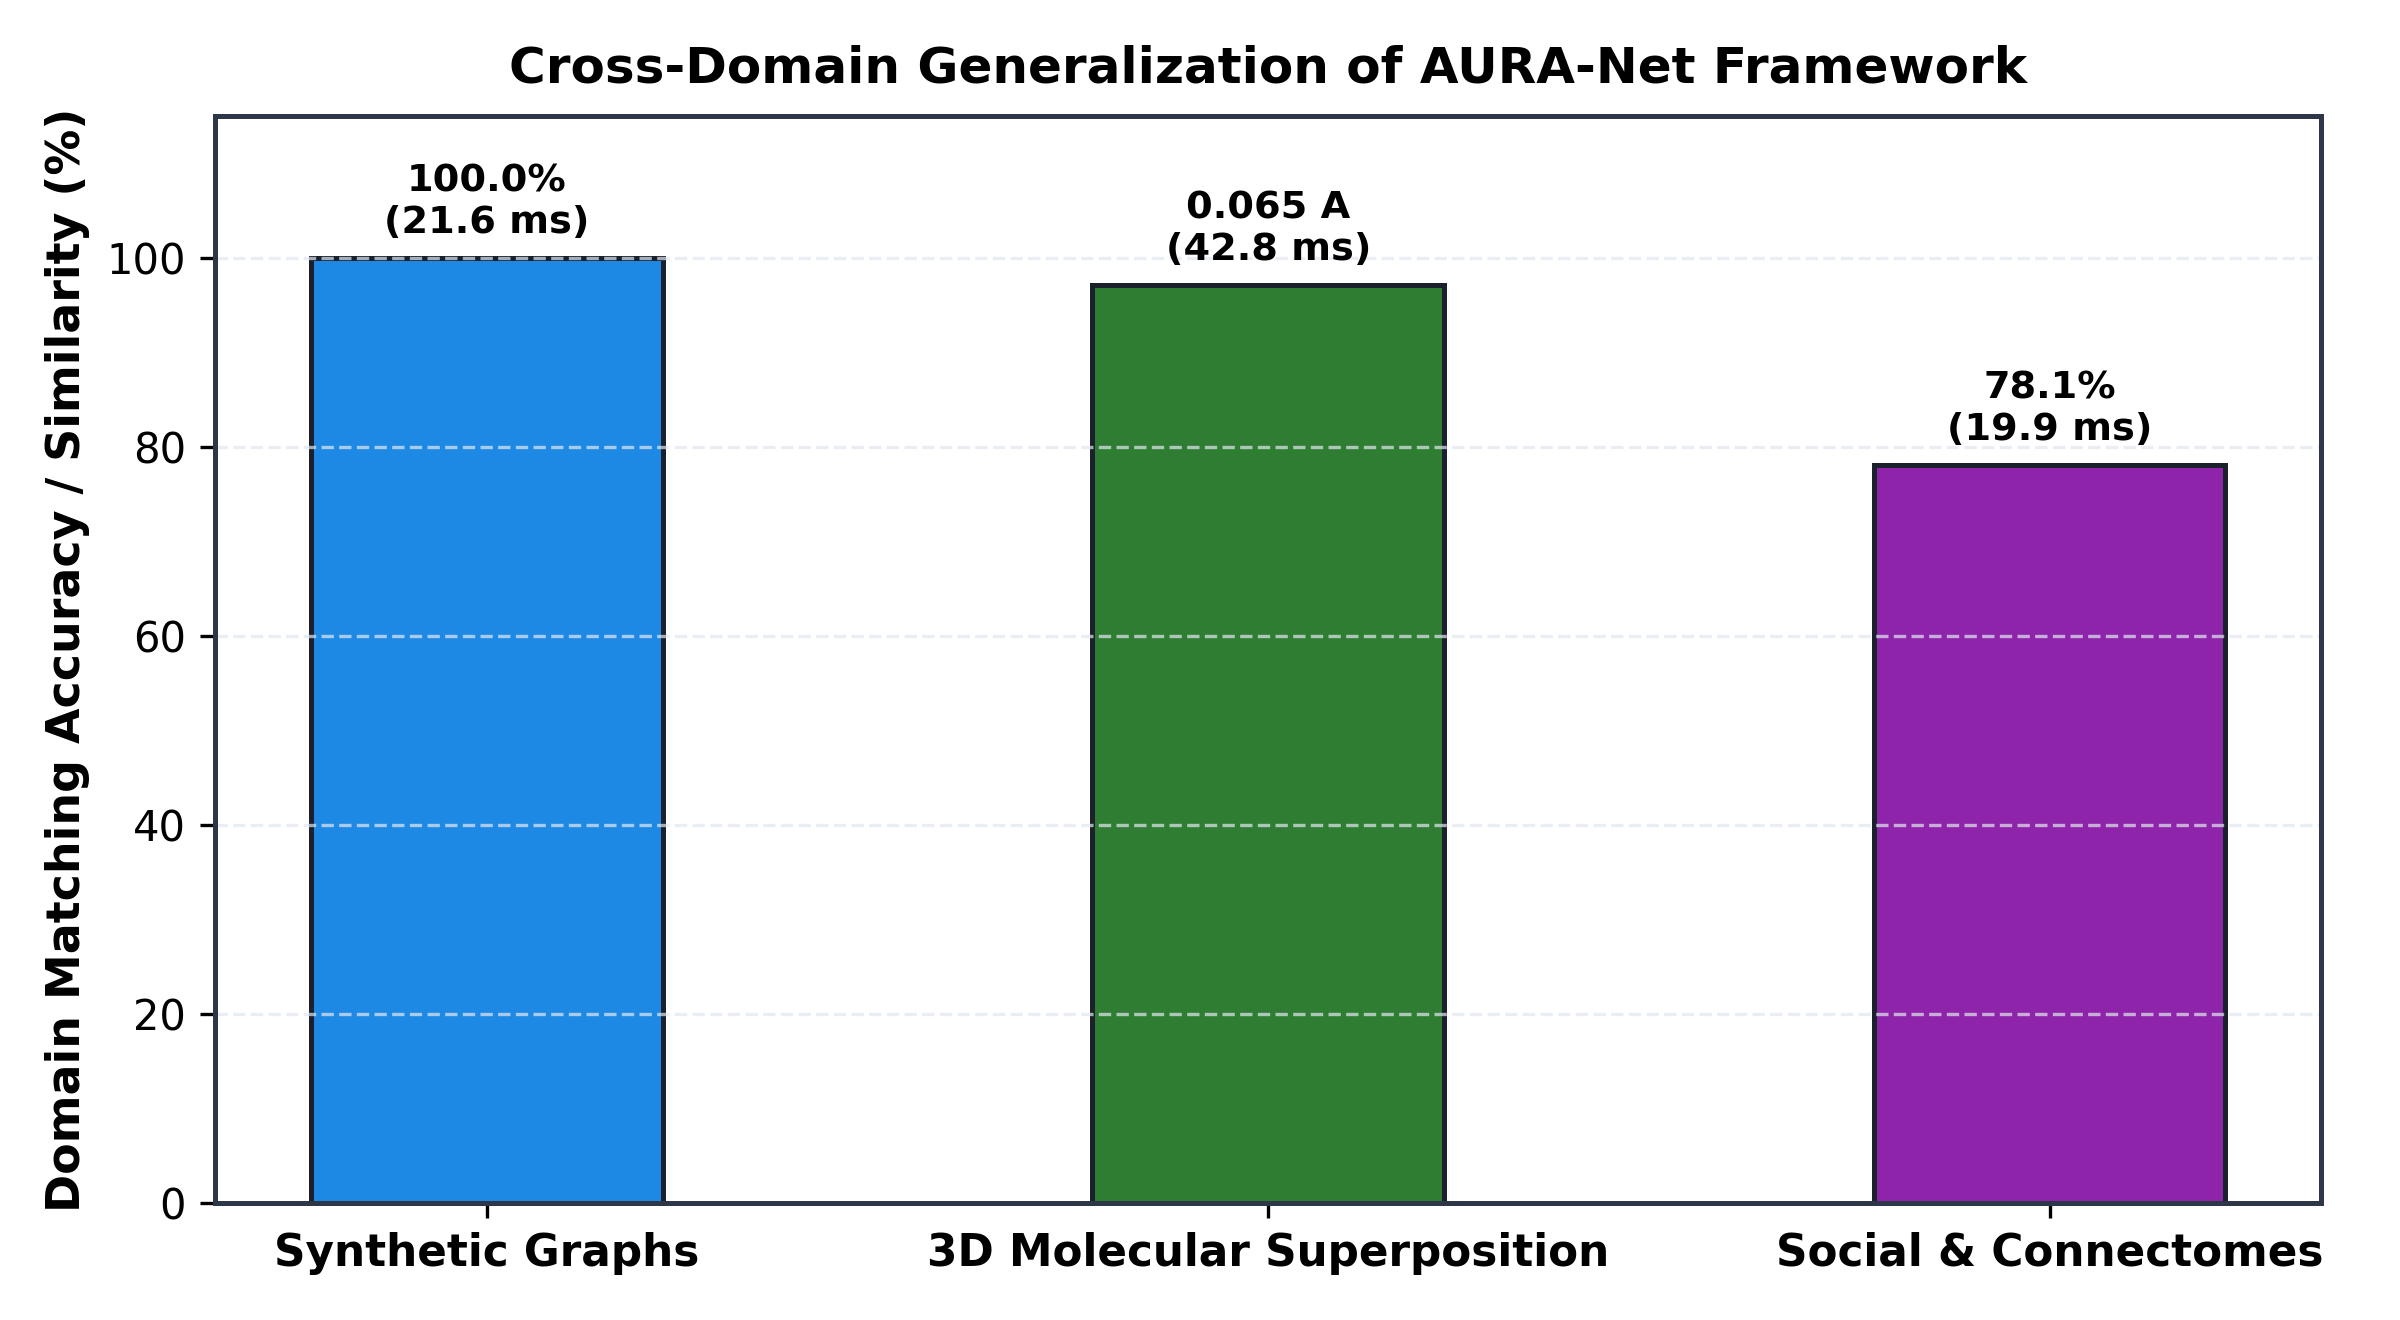 Cross-Domain Generalization of AURA-Net Framework
Domain Matching Accuracy / Similarity (%)
100
80
60
40
20
0
100.0%
(21.6 ms)
0.065 A
(42.8 ms)
78.1%
(19.9 ms)
Synthetic Graphs
3D Molecular Superposition
Social & Connectomes